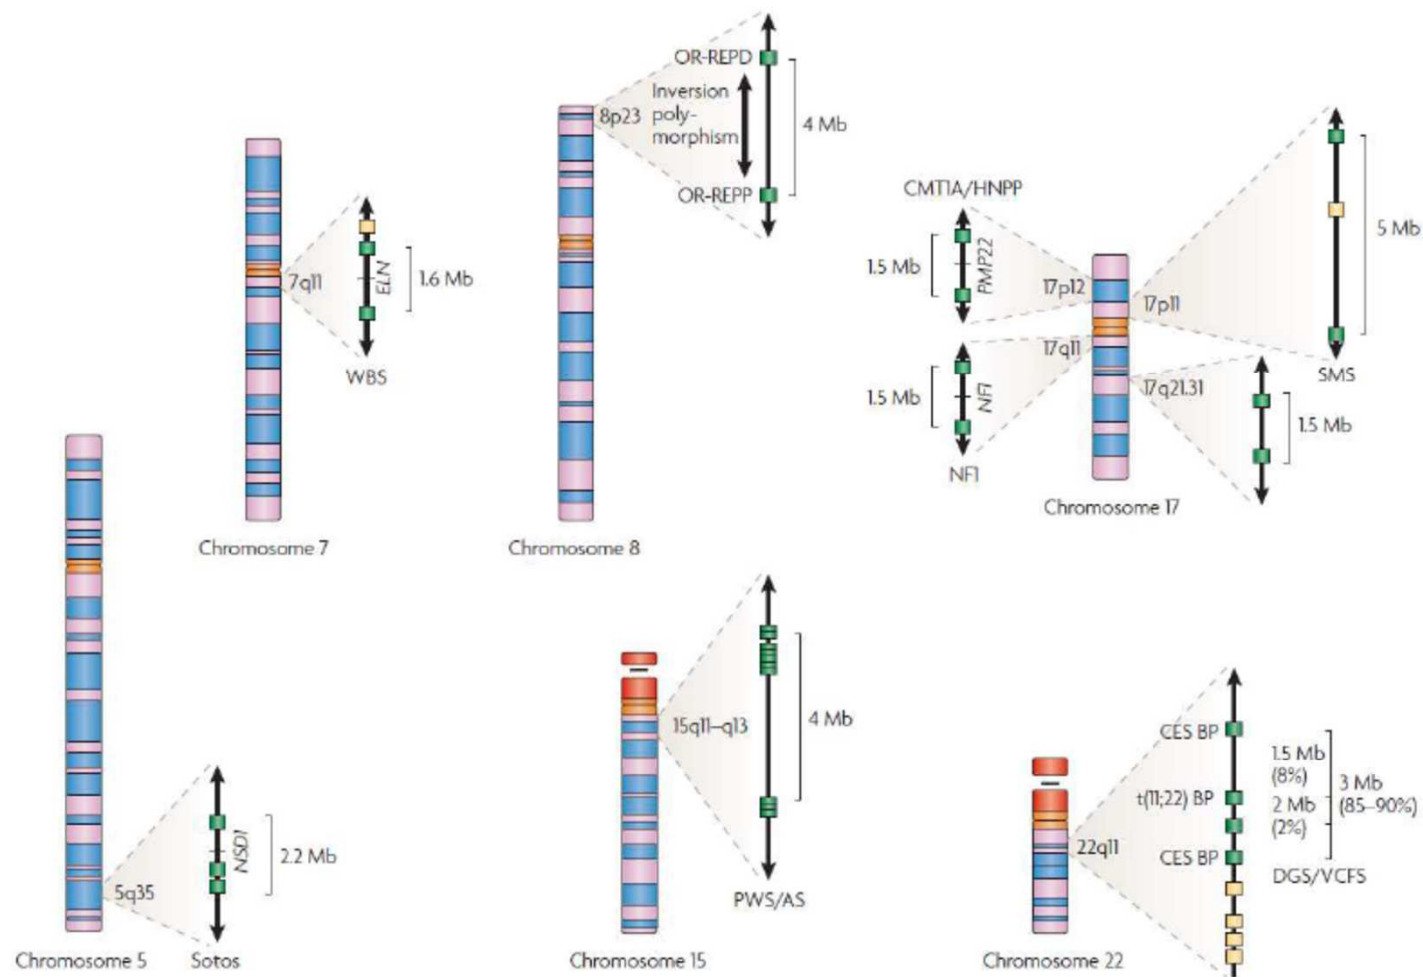 OR-REPD
Inversion
poly-
morphism
8p23
4 Mb
OR-REPP
7q11
ELN
1.6 Mb
WBS
Chromosome 7
Chromosome 8
CMT1A/HNPP
1.5 Mb
PMP22
17p12
17p11
5 Mb
SMS
17q11
1.5 Mb
NF1
NF1
17q21.31
1.5 Mb
Chromosome 17
5q35
NSD1
2.2 Mb
Chromosome 5
Sotos
15q11–q13
4 Mb
PWS/AS
Chromosome 15
CES BP
1.5 Mb
(8%)
3 Mb
(85–90%)
t(11;22) BP
2 Mb
(2%)
22q11
CES BP
DGS/VCFS
Chromosome 22